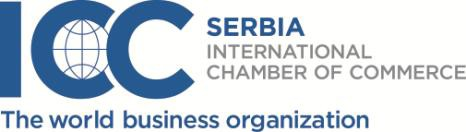 ICC
SERBIA
INTERNATIONAL
CHAMBER OF COMMERCE
The world business organization